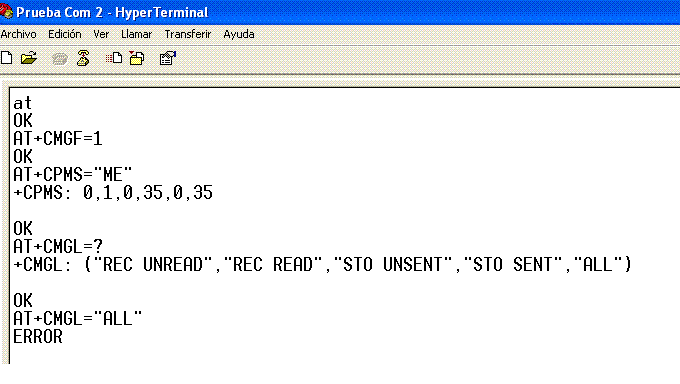 Prueba Com 2 - HyperTerminal
Archivo Edición Ver Llamar Transferir Ayuda
at
OK
AT+CMGF=1
OK
AT+CPMS="ME"
+CPMS: 0,1,0,35,0,35
OK
AT+CMGL=?
+CMGL: ("REC UNREAD","REC READ","STO UNSENT","STO SENT","ALL")
OK
AT+CMGL="ALL"
ERROR